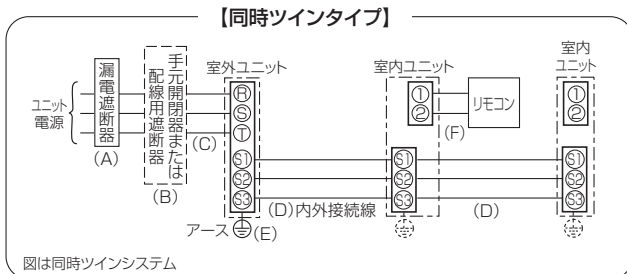 【同時ツインタイプ】
ユニット
電源
漏電遮断器
(A)
手元開閉器または
配線用遮断器
(B)
(C)
室外ユニット
R
S
T
S1
S2
S3
アース
(E)
(D)内外接続線
室内ユニット
①
②
リモコン
(F)
S1
S2
S3
(D)
室内
ユニット
①
②
S1
S2
S3
図は同時ツインシステム